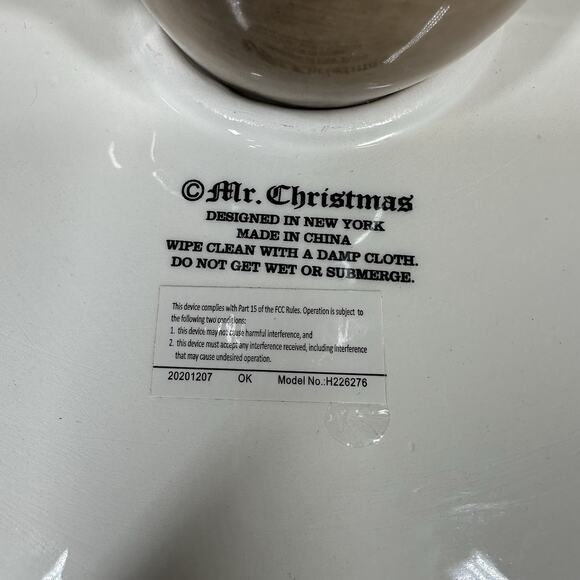 ©Mr. Christmas
DESIGNED IN NEW YORK
MADE IN CHINA
WIPE CLEAN WITH A DAMP CLOTH.
DO NOT GET WET OR SUBMERGE.
This device complies with Part 15 of the FCC Rules. Operation is subject to
the following two conditions:
1. this device may not cause harmful interference, and
2. this device must accept any interference received, including interference
that may cause undesired operation.
20201207 OK Model No.:H226276